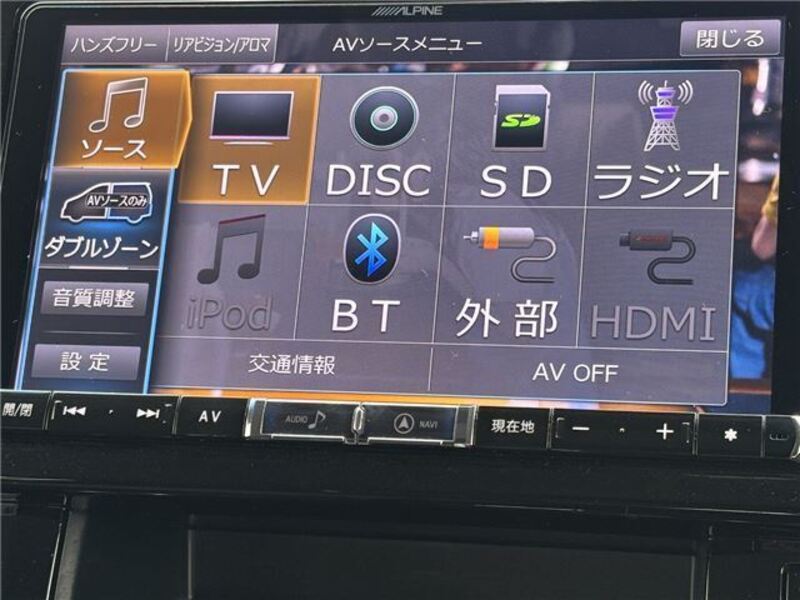 ALPINE
ハンズフリー
リアビジョン/アロマ
AVソースメニュー
閉じる
ソース
TV
DISC
SD
ラジオ
AVソースのみ
ダブルゾーン
iPod
BT
外部
HDMI
音質調整
設定
交通情報
AV OFF
開/閉
AV
AUDIO
NAVI
現在地